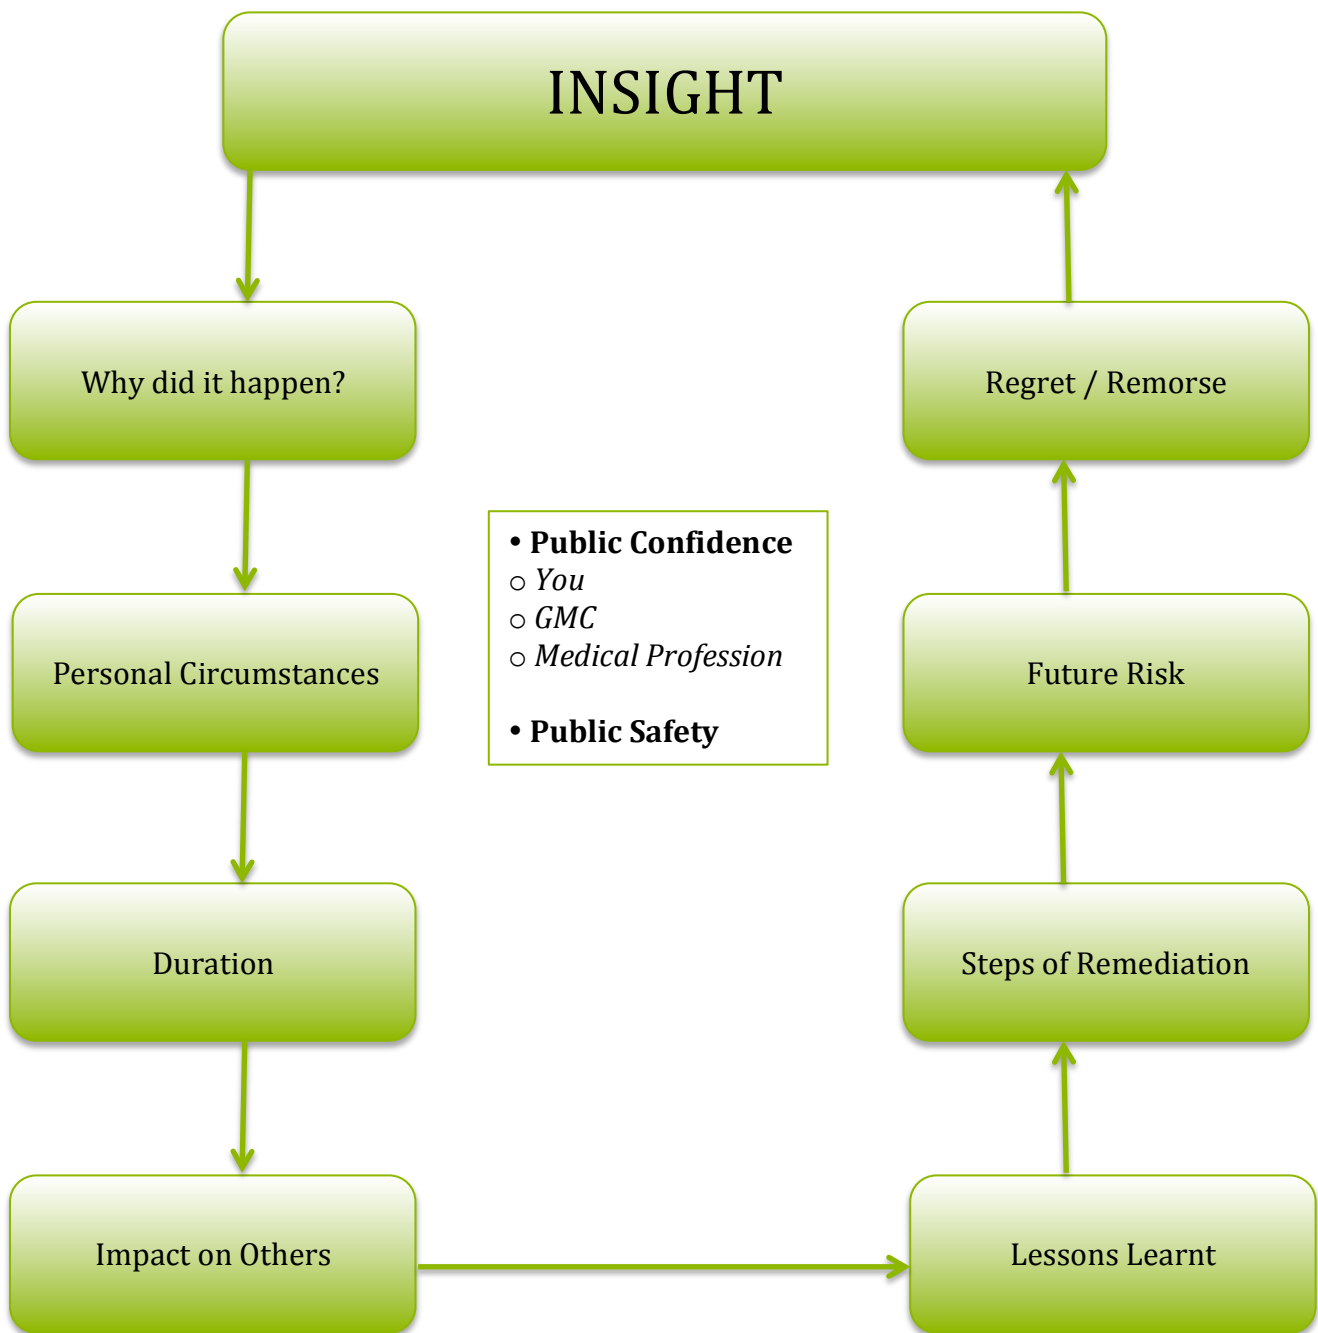 INSIGHT
Why did it happen?
Personal Circumstances
Duration
Impact on Others
• Public Confidence
○ You
○ GMC
○ Medical Profession
• Public Safety
Lessons Learnt
Steps of Remediation
Future Risk
Regret / Remorse